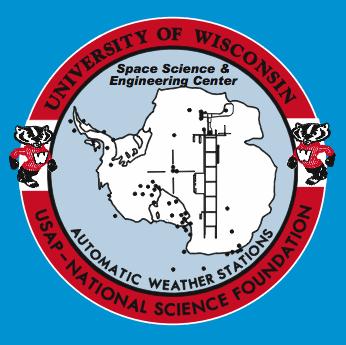 UNIVERSITY OF WISCONSIN
Space Science &
Engineering Center
W
W
AUTOMATIC WEATHER STATIONS
USAP-NATIONAL SCIENCE FOUNDATION